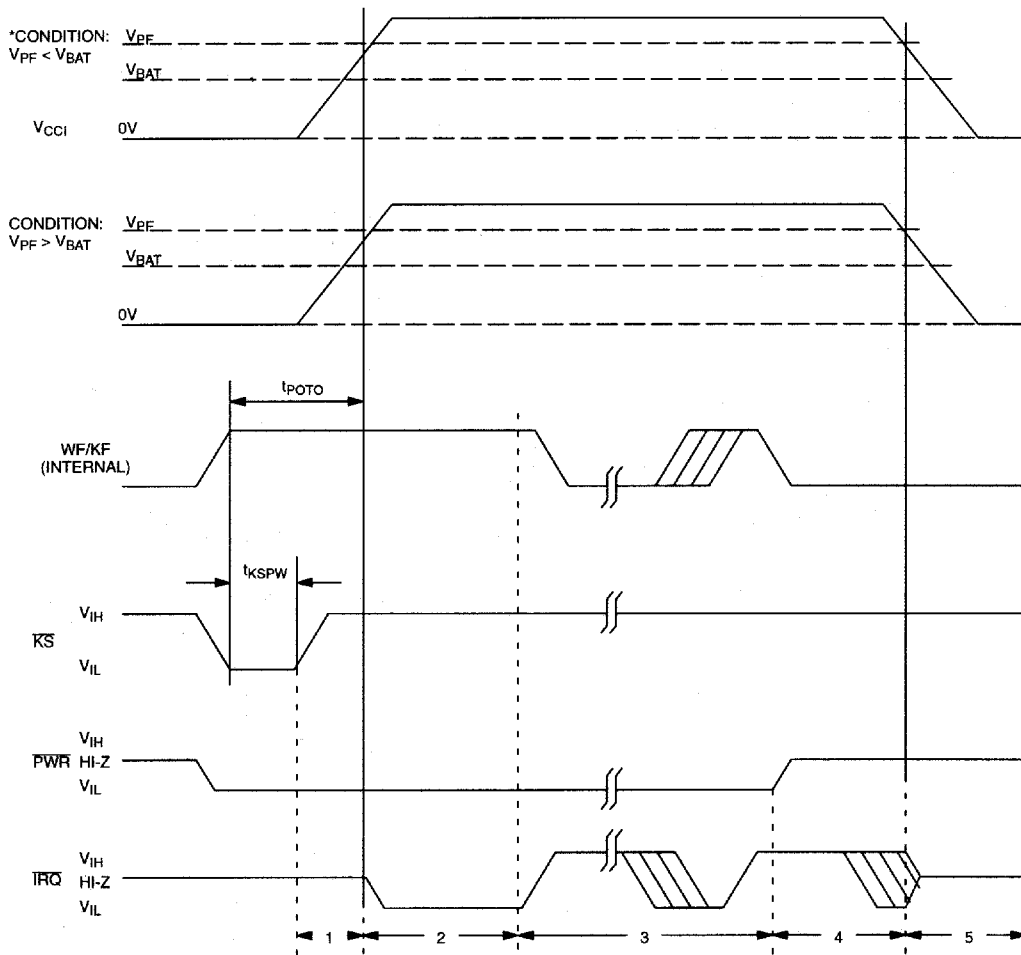 *CONDITION:
VPF < VBAT
VPF
VBAT
VCCI
0V
CONDITION:
VPF > VBAT
VPF
VBAT
0V
tPOTO
WF/KF
(INTERNAL)
tKSPW
VIH
KS
VIL
VIH
PWR HI-Z
VIL
VIH
IRQ HI-Z
VIL
1 2 3 4 5